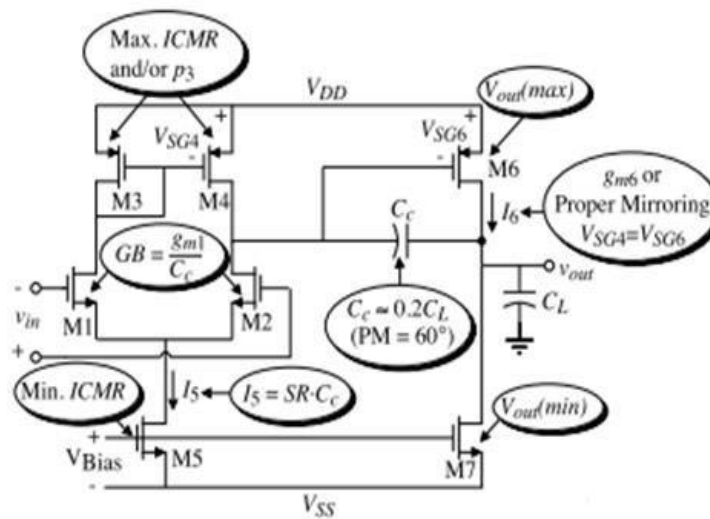 Max. ICMR
and/or p3
VDD
Vout(max)
+
VSG4
-
+
VSG6
-
M3
M4
M6
I6
gm6 or
Proper Mirroring
VSG4=VSG6
Cc
GB = gm1/Cc
-
vin
+
M1
M2
vout
CL
Cc ≈ 0.2CL
(PM = 60°)
Min. ICMR
I5
I5 = SR·Cc
Vout(min)
+
VBias
-
M5
M7
VSS